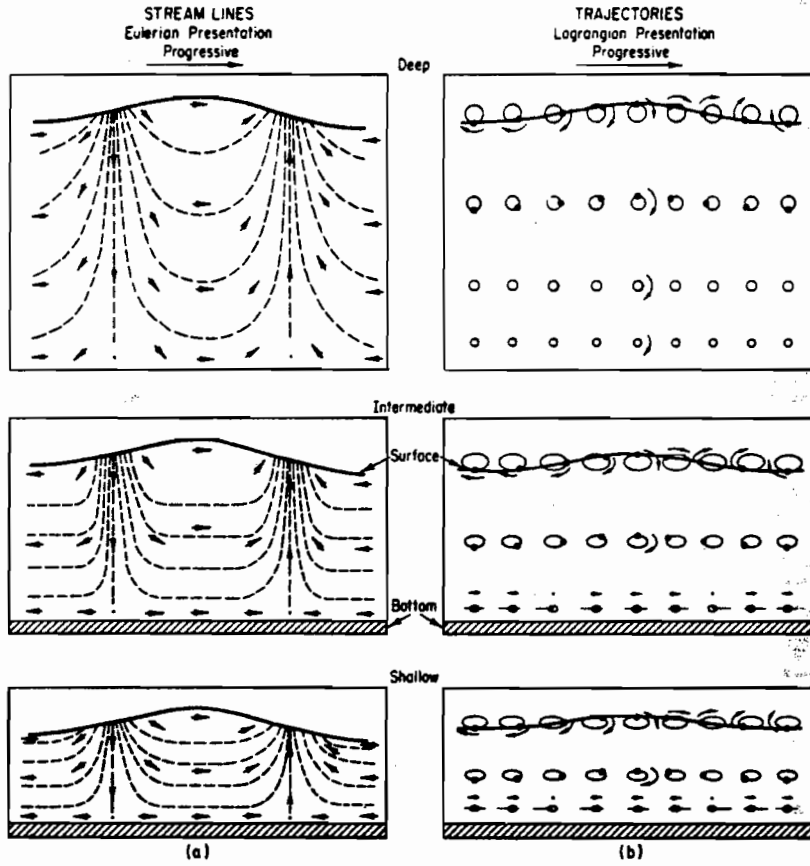 STREAM LINES
Eulerian Presentation
Progressive
TRAJECTORIES
Lagrangian Presentation
Progressive
Deep
Intermediate
Surface
Bottom
Shallow
(a)
(b)